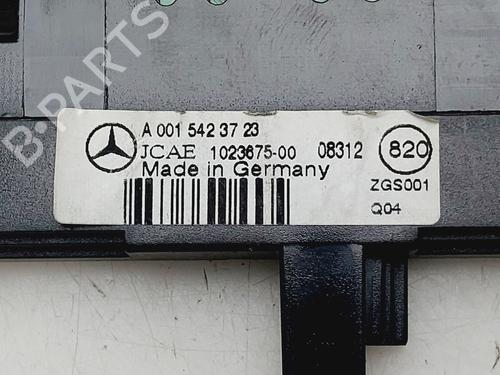 B-PARTS
A 001 542 37 23
JCAE 1023675-00 08312 820
Made in Germany
ZGS001
Q04